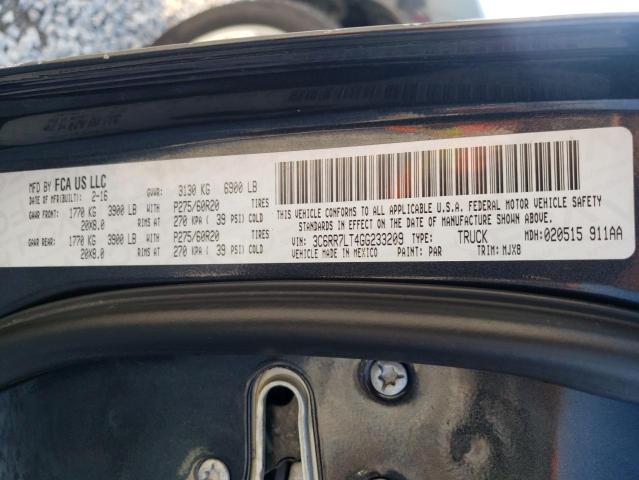 MFD BY FCA US LLC
DATE OF MFR(BUILT): 2-16 GVWR: 3130 KG 6900 LB
GAWR FRONT: 1770 KG 3900 LB WITH P275/60R20 TIRES
20X8.0 RIMS AT 270 KPA ( 39 PSI) COLD
GAWR REAR: 1770 KG 3900 LB WITH P275/60R20 TIRES
20X8.0 RIMS AT 270 KPA ( 39 PSI) COLD
THIS VEHICLE CONFORMS TO ALL APPLICABLE U.S.A. FEDERAL MOTOR VEHICLE SAFETY
STANDARDS IN EFFECT ON THE DATE OF MANUFACTURE SHOWN ABOVE.
VIN: 3C6RR7LT4GG233209 TYPE: TRUCK MDH: 020515 911AA
VEHICLE MADE IN MEXICO PAINT: PAR TRIM: MJX8